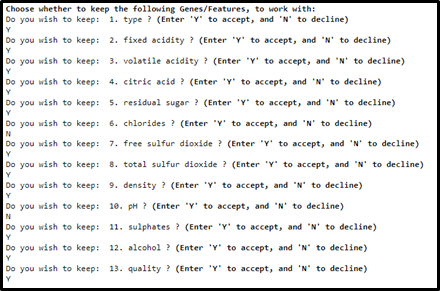 Choose whether to keep the following Genes/Features, to work with:
Do you wish to keep:  1. type ? (Enter 'Y' to accept, and 'N' to decline)
Y
Do you wish to keep:  2. fixed acidity ? (Enter 'Y' to accept, and 'N' to decline)
Y
Do you wish to keep:  3. volatile acidity ? (Enter 'Y' to accept, and 'N' to decline)
Y
Do you wish to keep:  4. citric acid ? (Enter 'Y' to accept, and 'N' to decline)
Y
Do you wish to keep:  5. residual sugar ? (Enter 'Y' to accept, and 'N' to decline)
Y
Do you wish to keep:  6. chlorides ? (Enter 'Y' to accept, and 'N' to decline)
N
Do you wish to keep:  7. free sulfur dioxide ? (Enter 'Y' to accept, and 'N' to decline)
Y
Do you wish to keep:  8. total sulfur dioxide ? (Enter 'Y' to accept, and 'N' to decline)
Y
Do you wish to keep:  9. density ? (Enter 'Y' to accept, and 'N' to decline)
Y
Do you wish to keep:  10. pH ? (Enter 'Y' to accept, and 'N' to decline)
N
Do you wish to keep:  11. sulphates ? (Enter 'Y' to accept, and 'N' to decline)
Y
Do you wish to keep:  12. alcohol ? (Enter 'Y' to accept, and 'N' to decline)
Y
Do you wish to keep:  13. quality ? (Enter 'Y' to accept, and 'N' to decline)
Y